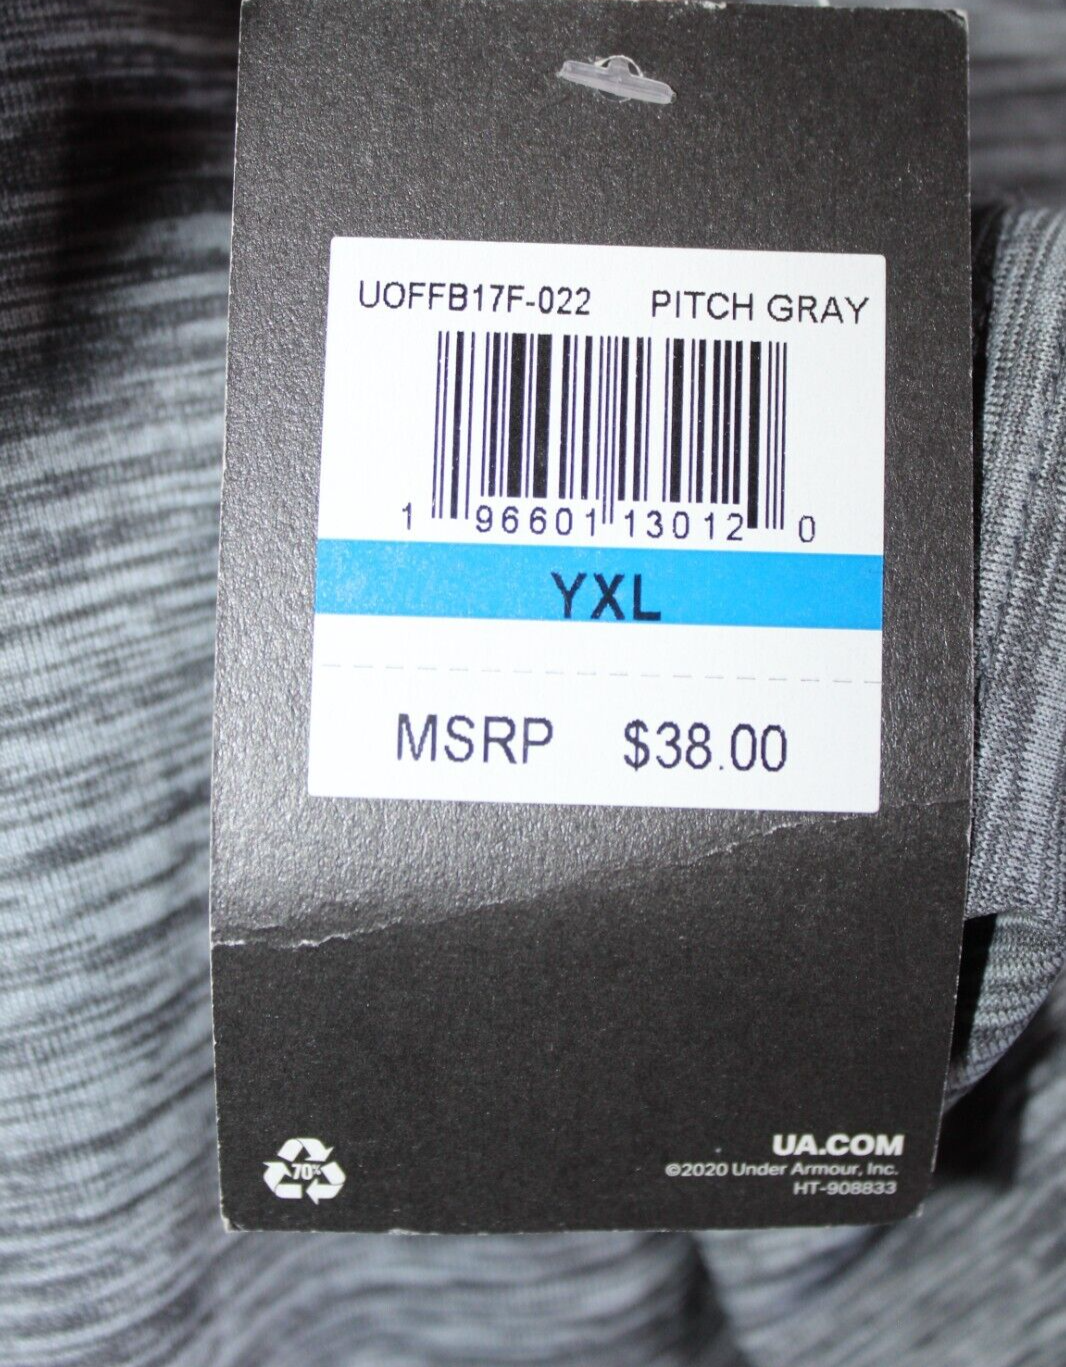 UOFFB17F-022 PITCH GRAY
1 96601 13012 0
YXL
MSRP $38.00
70%
UA.COM
©2020 Under Armour, Inc.
HT-908833